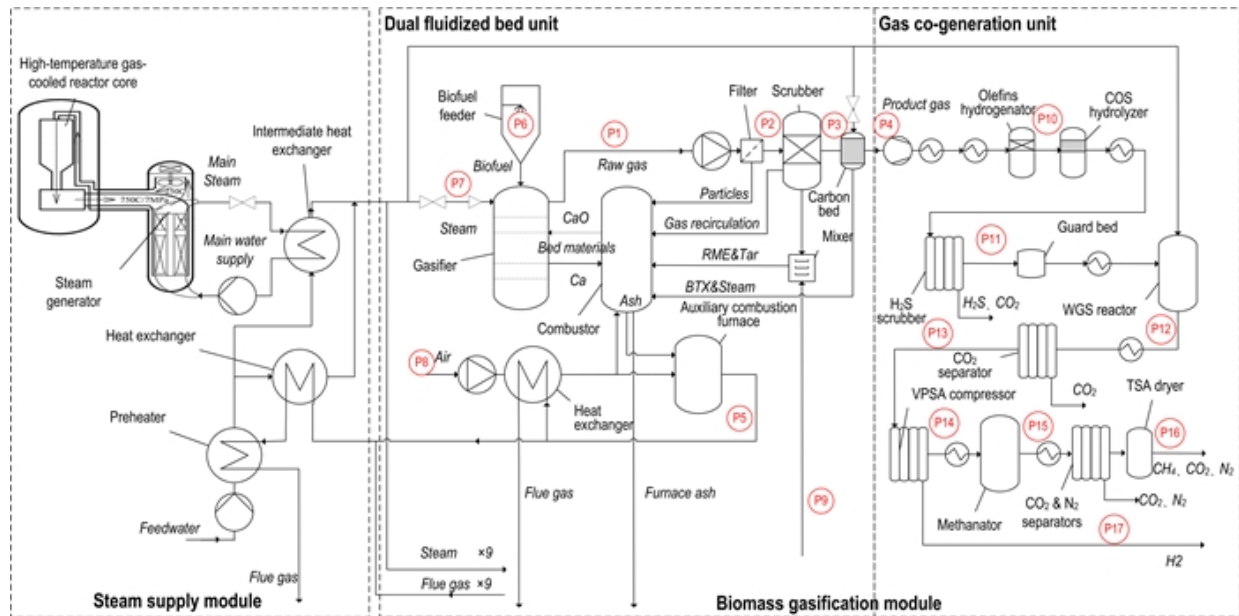 Dual fluidized bed unit
Gas co-generation unit
High-temperature gas-
cooled reactor core
Intermediate heat
exchanger
Main
Steam
750C/7MPa
Main water
supply
Steam
generator
Heat exchanger
Preheater
Feedwater
Flue gas
Steam supply module
Biofuel
feeder
P6
Biofuel
P7
Steam
Gasifier
P1
Raw gas
CaO
Bed materials
Ca
Combustor
Ash
Filter
P2
Scrubber
P3
Particles
Gas recirculation
RME&Tar
BTX&Steam
Carbon
bed
Mixer
Auxiliary combustion
furnace
P8
Air
Heat
exchanger
P5
Flue gas
Furnace ash
P9
Steam ×9
Flue gas ×9
Biomass gasification module
P4
Product gas
Olefins
hydrogenator
P10
COS
hydrolyzer
P11
Guard bed
H₂S
scrubber
H₂S、CO₂
WGS reactor
P12
P13
CO₂
separator
CO₂
VPSA compressor
TSA dryer
P14
P15
P16
CH₄、CO₂、N₂
Methanator
CO₂ & N₂
separators
CO₂、N₂
P17
H2